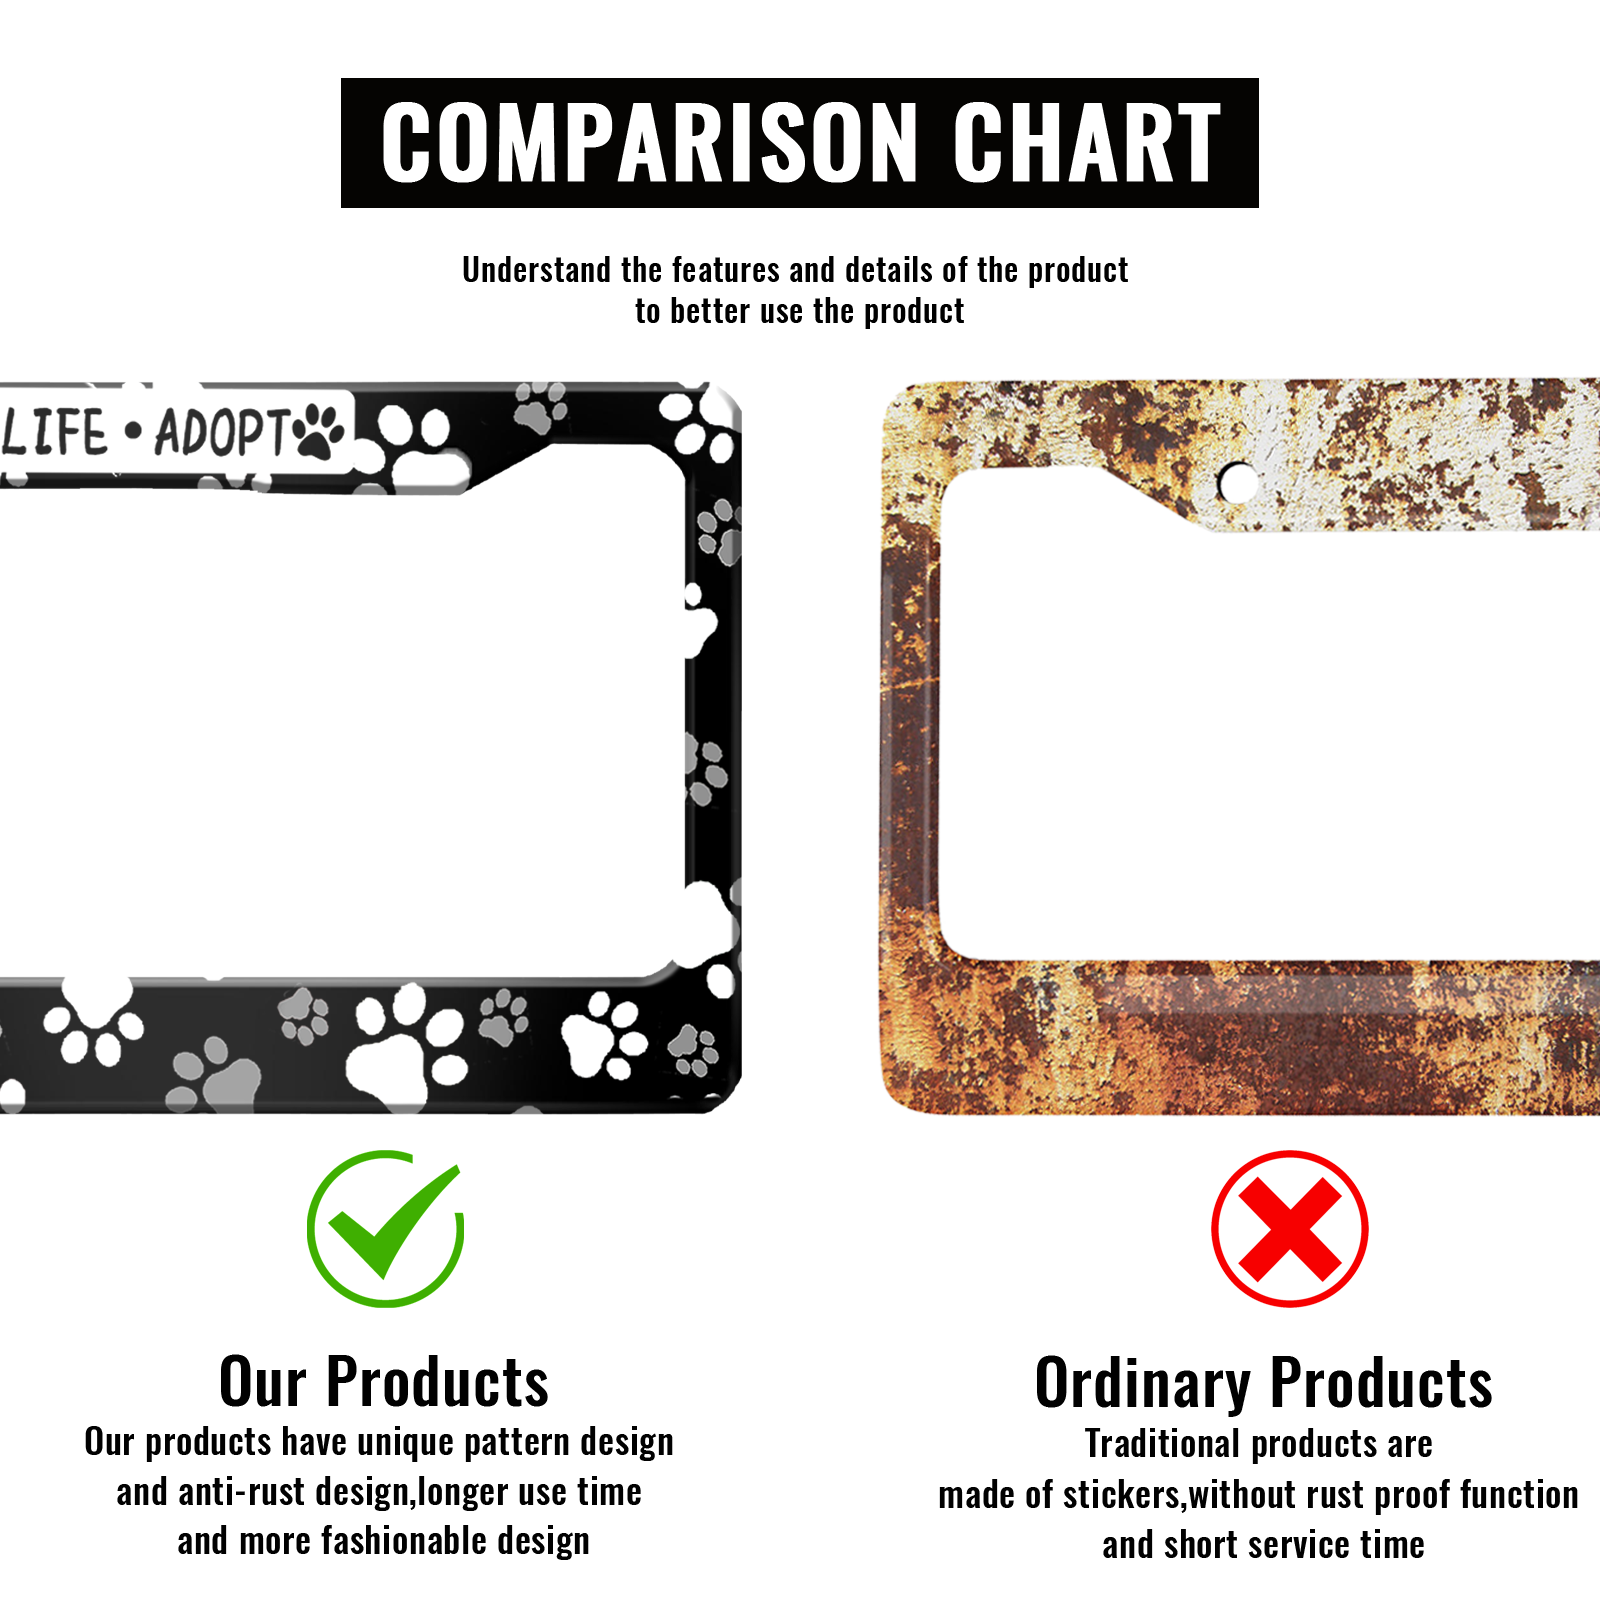 COMPARISON CHART
Understand the features and details of the product
to better use the product
LIFE • ADOPT
Our Products
Our products have unique pattern design
and anti-rust design,longer use time
and more fashionable design
Ordinary Products
Traditional products are
made of stickers,without rust proof function
and short service time